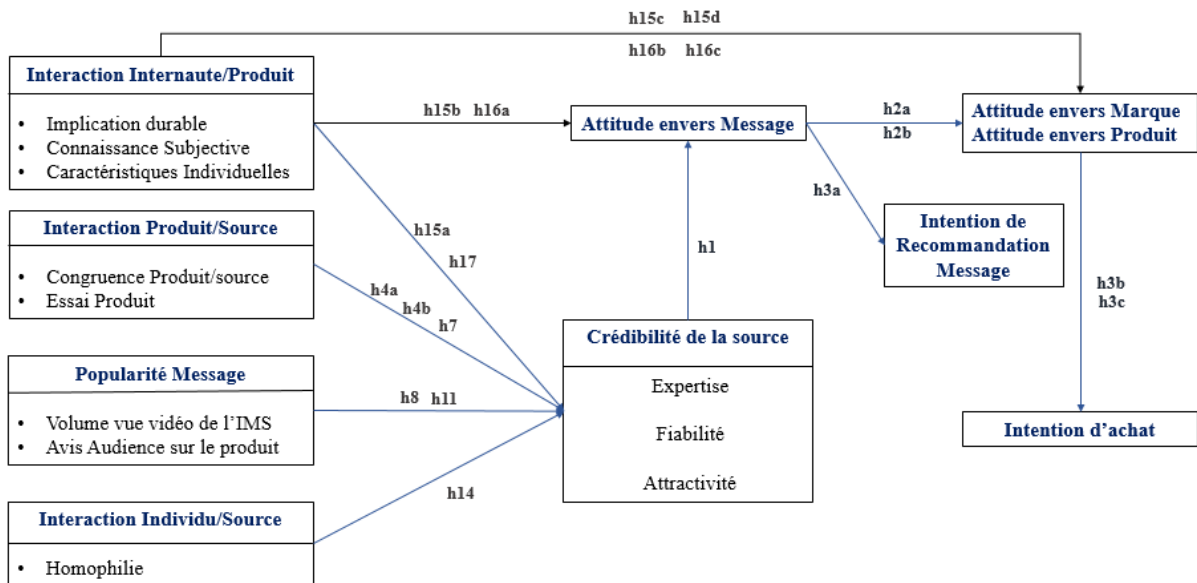 h15c h15d
h16b h16c
Interaction Internaute/Produit
• Implication durable
• Connaissance Subjective
• Caractéristiques Individuelles
h15b h16a
Attitude envers Message
h2a
h2b
Attitude envers Marque
Attitude envers Produit
h3a
Intention de
Recommandation
Message
h15a
h17
h1
h3b
h3c
Interaction Produit/Source
• Congruence Produit/source
• Essai Produit
h4a
h4b
h7
Crédibilité de la source
Expertise
Fiabilité
Attractivité
Popularité Message
• Volume vue vidéo de l’IMS
• Avis Audience sur le produit
h8 h11
Intention d’achat
h14
Interaction Individu/Source
• Homophilie